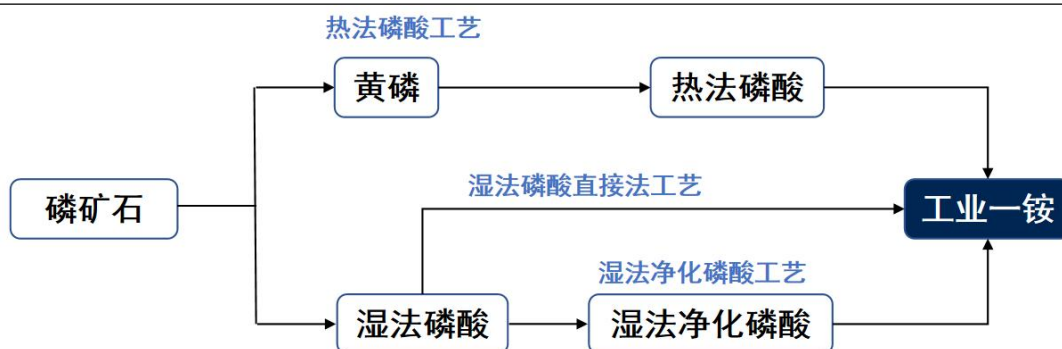 热法磷酸工艺
黄磷
热法磷酸
湿法磷酸直接法工艺
磷矿石
工业一铵
湿法净化磷酸工艺
湿法磷酸
湿法净化磷酸